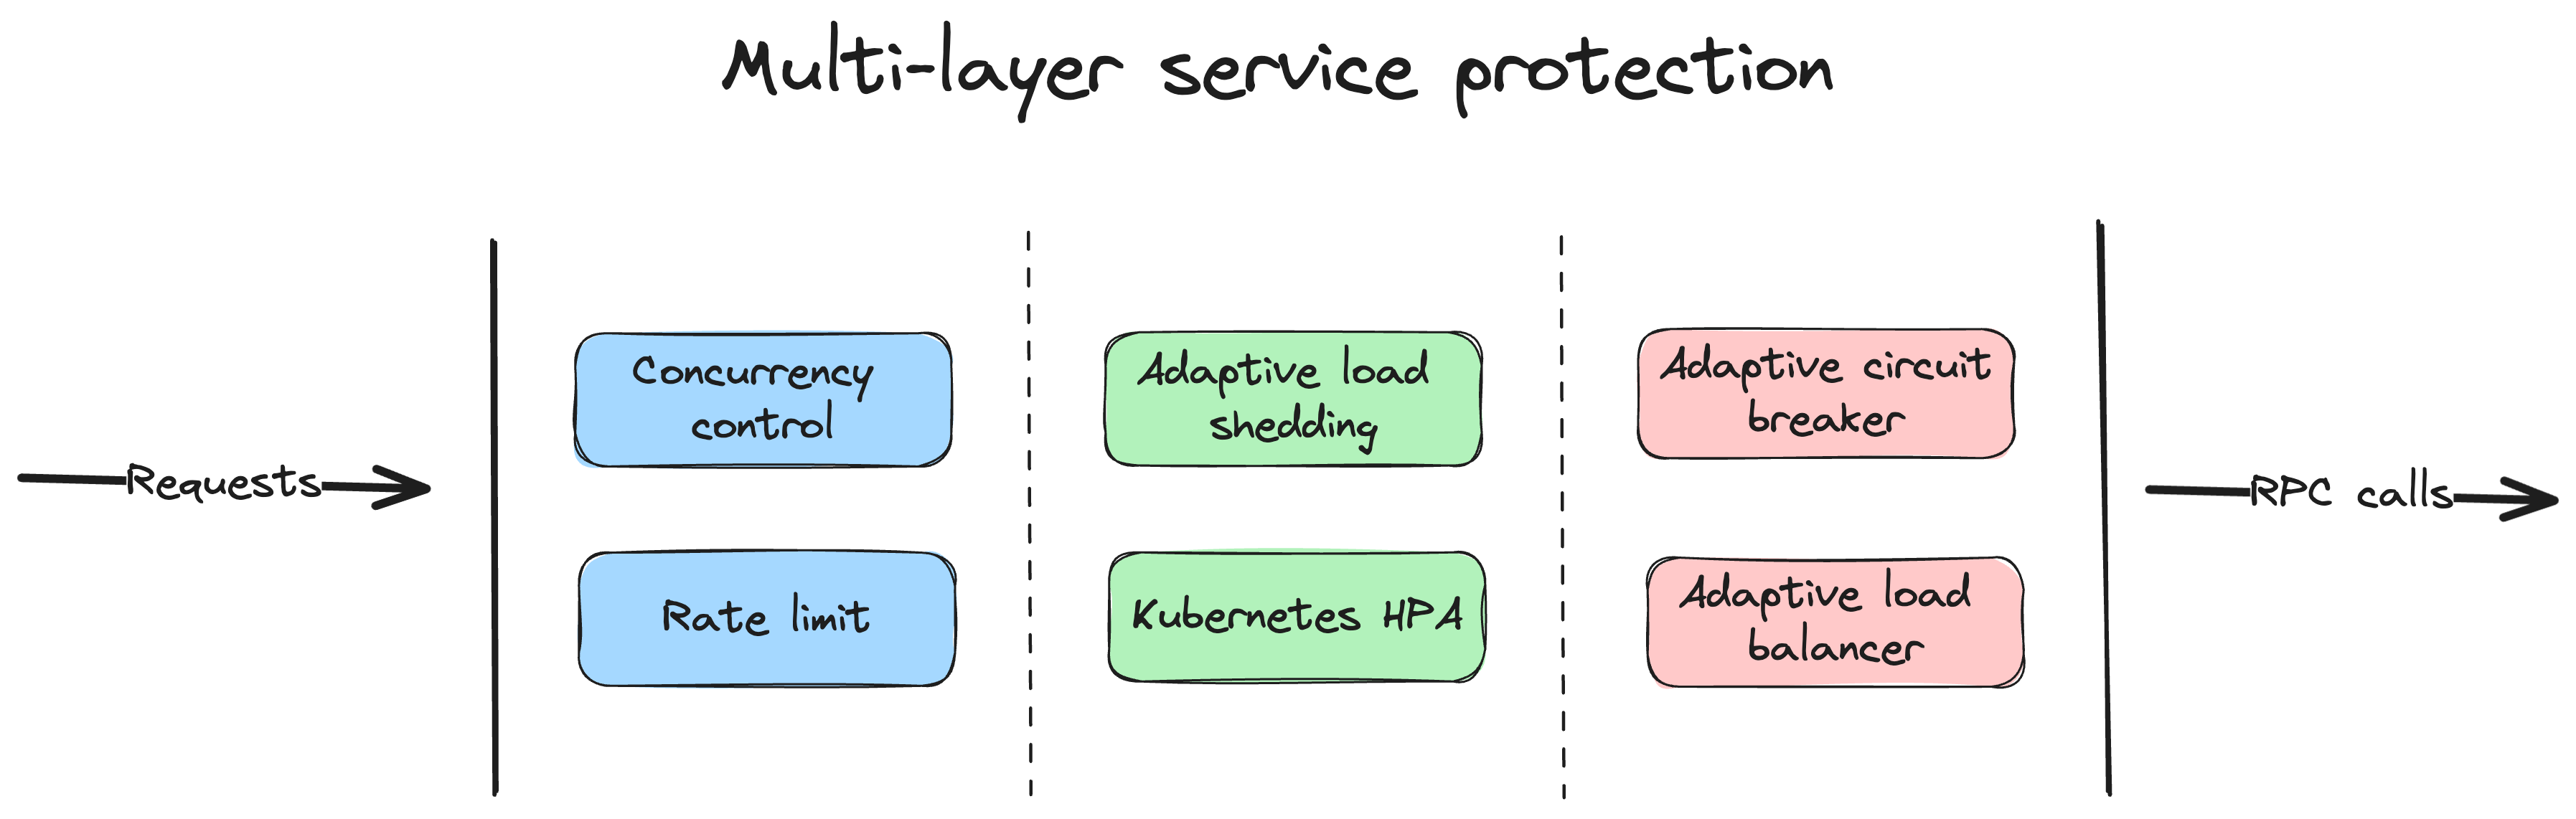 Multi-layer service protection
Requests
Concurrency
control
Rate limit
Adaptive load
shedding
Kubernetes HPA
Adaptive circuit
breaker
Adaptive load
balancer
RPC calls